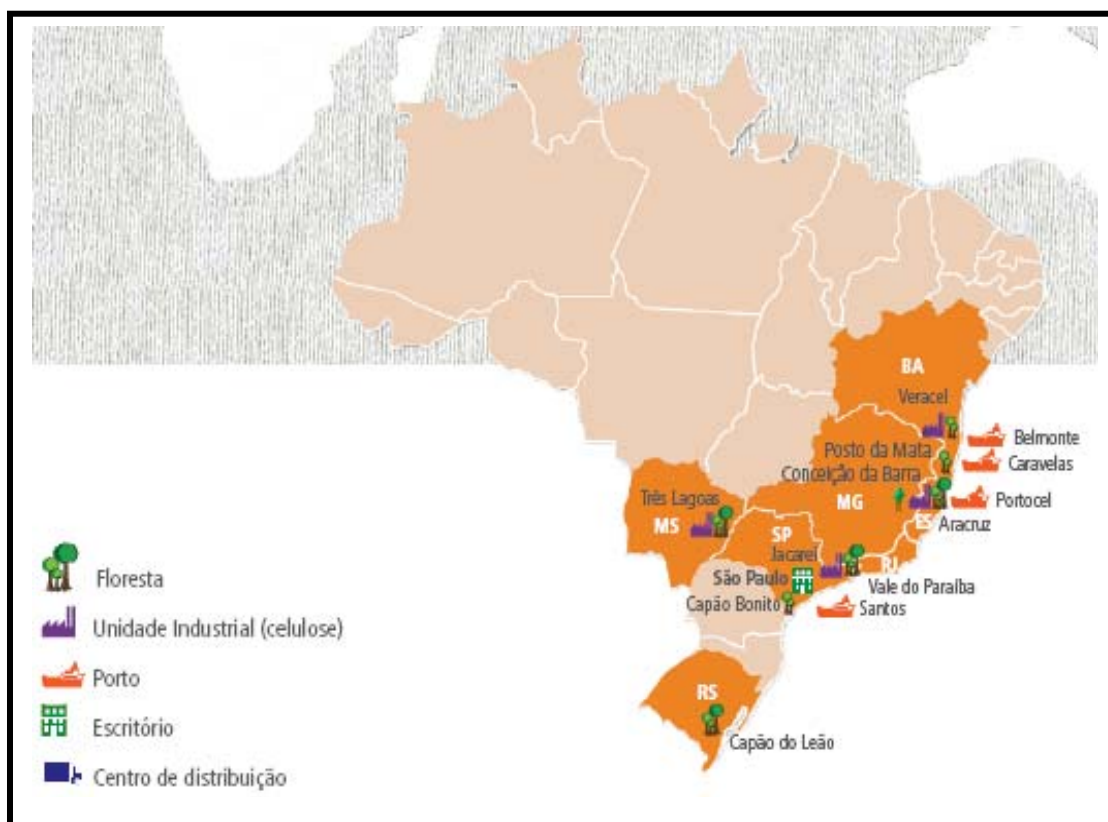 BA
Veracel
Belmonte
Posto da Mata
Caravelas
Conceição da Barra
Três Lagoas
MG
Portocel
MS
ES
Aracruz
SP
Jacareí
RJ
São Paulo
Vale do Paraíba
Capão Bonito
Santos
RS
Capão do Leão
Floresta
Unidade Industrial (celulose)
Porto
Escritório
Centro de distribuição